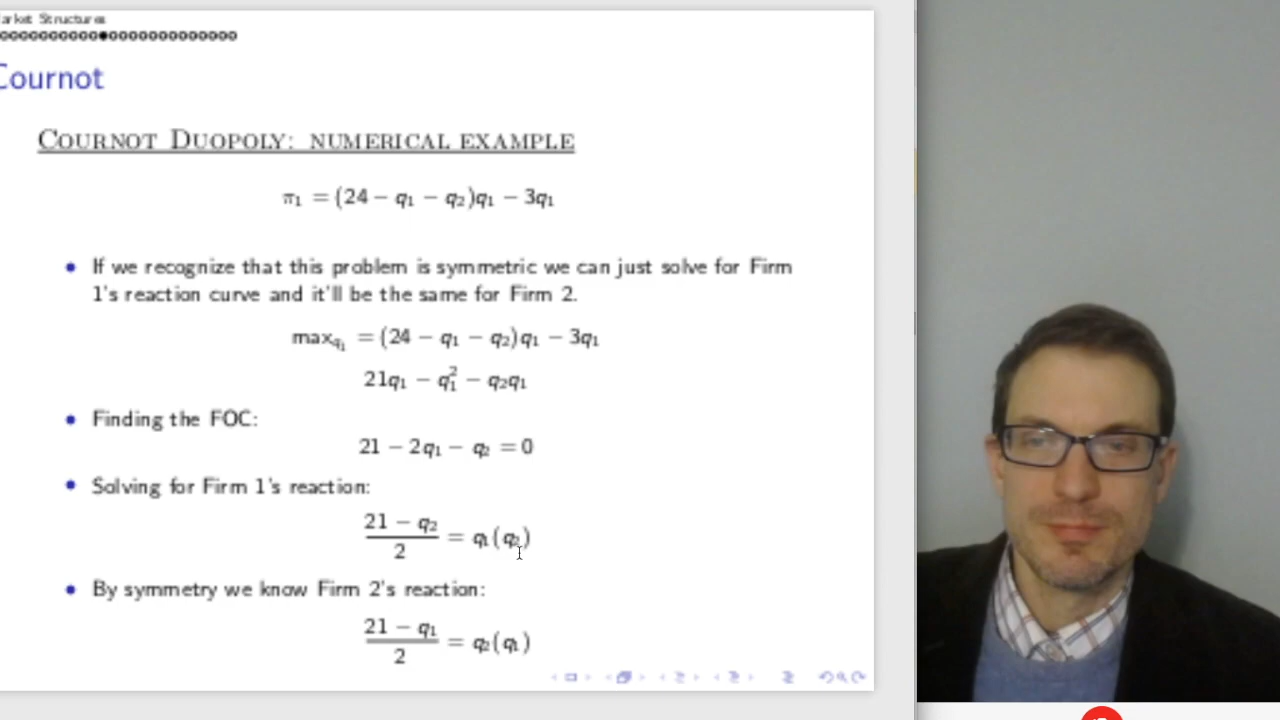 arket Structures
Cournot
COURNOT DUOPOLY: NUMERICAL EXAMPLE
π₁ = (24 − q₁ − q₂)q₁ − 3q₁
• If we recognize that this problem is symmetric we can just solve for Firm
1's reaction curve and it'll be the same for Firm 2.
max_{q₁} = (24 − q₁ − q₂)q₁ − 3q₁
21q₁ − q₁² − q₂q₁
• Finding the FOC:
21 − 2q₁ − q₂ = 0
• Solving for Firm 1's reaction:
(21 − q₂)/2 = q₁(q₂)
• By symmetry we know Firm 2's reaction:
(21 − q₁)/2 = q₂(q₁)